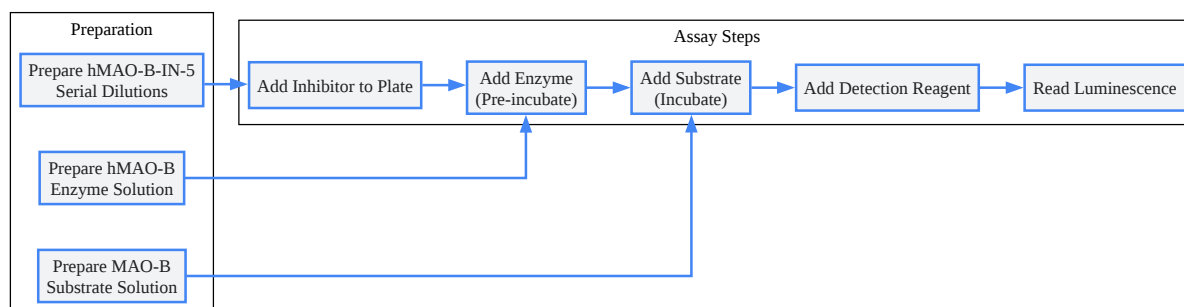 Preparation
Prepare hMAO-B-IN-5
Serial Dilutions
Prepare hMAO-B
Enzyme Solution
Prepare MAO-B
Substrate Solution
Assay Steps
Add Inhibitor to Plate
Add Enzyme
(Pre-incubate)
Add Substrate
(Incubate)
Add Detection Reagent
Read Luminescence